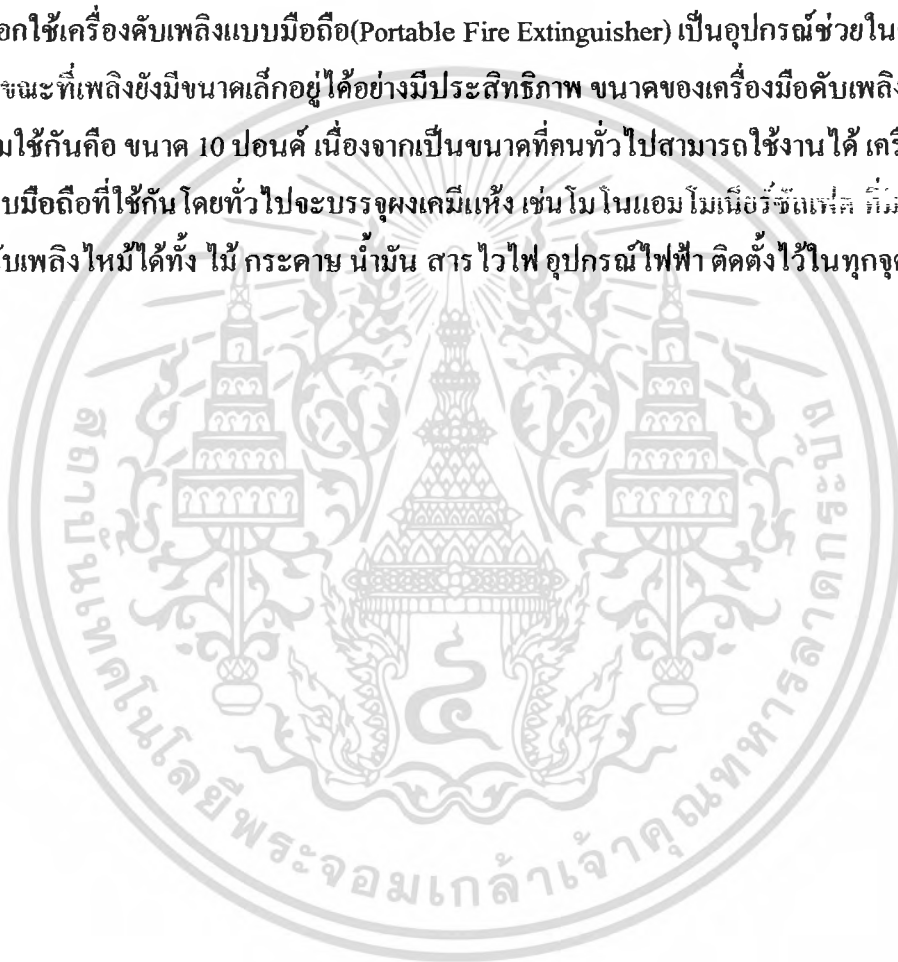 อกใช้เครื่องดับเพลิงแบบมือถือ(Portable Fire Extinguisher) เป็นอุปกรณ์ช่วยใน
ขณะที่เพลิงยังมีขนาดเล็กอยู่ได้อย่างมีประสิทธิภาพ ขนาดของเครื่องมือดับเพลิง
มใช้กันคือ ขนาด 10 ปอนด์ เนื่องจากเป็นขนาดที่คนทั่วไปสามารถใช้งานได้ เครื
บมือถือที่ใช้กันโดยทั่วไปจะบรรจุผงเคมีแห้ง เช่นโมโนแอมโมเนียร์ซัลเฟต ที่ม
ับเพลิงไหม้ได้ทั้ง ไม้ กระดาษ น้ำมัน สารไวไฟ อุปกรณ์ไฟฟ้า ติดตั้งไว้ในทุกจุด
สถาบันเทคโนโลยีพระจอมเกล้าเจ้าคุณทหารลาดกระบัง